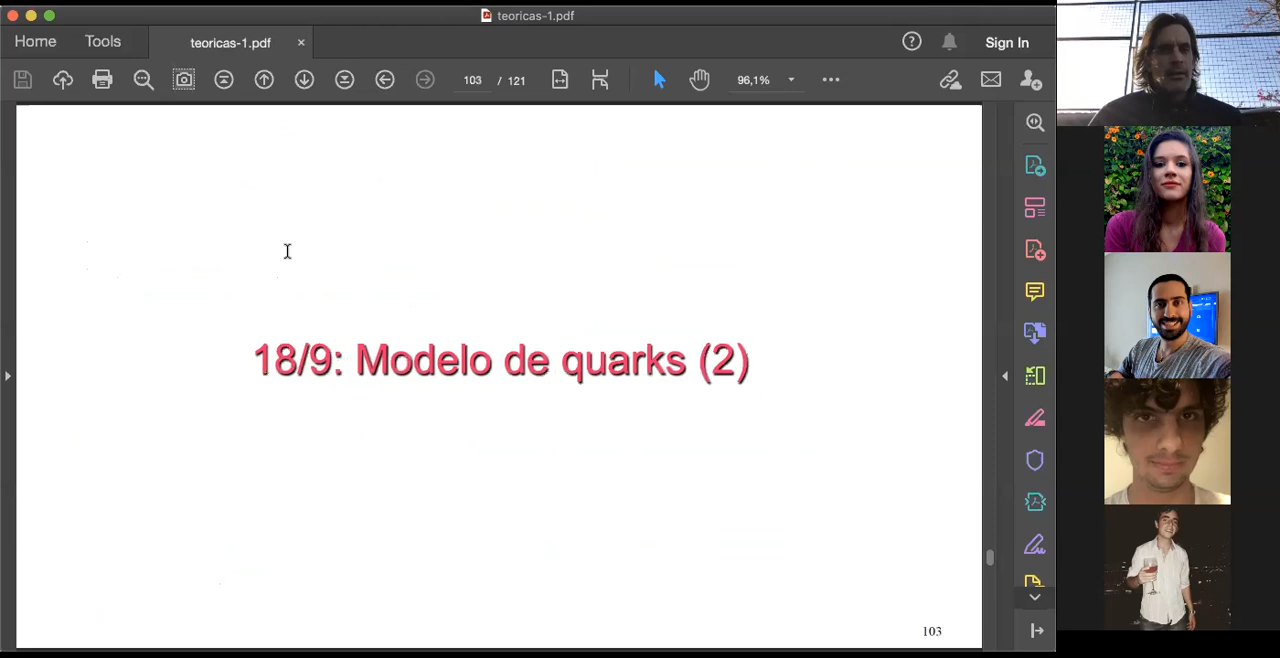 teoricas-1.pdf
Home
Tools
teoricas-1.pdf
Sign In
103 / 121
96,1%
18/9: Modelo de quarks (2)
103